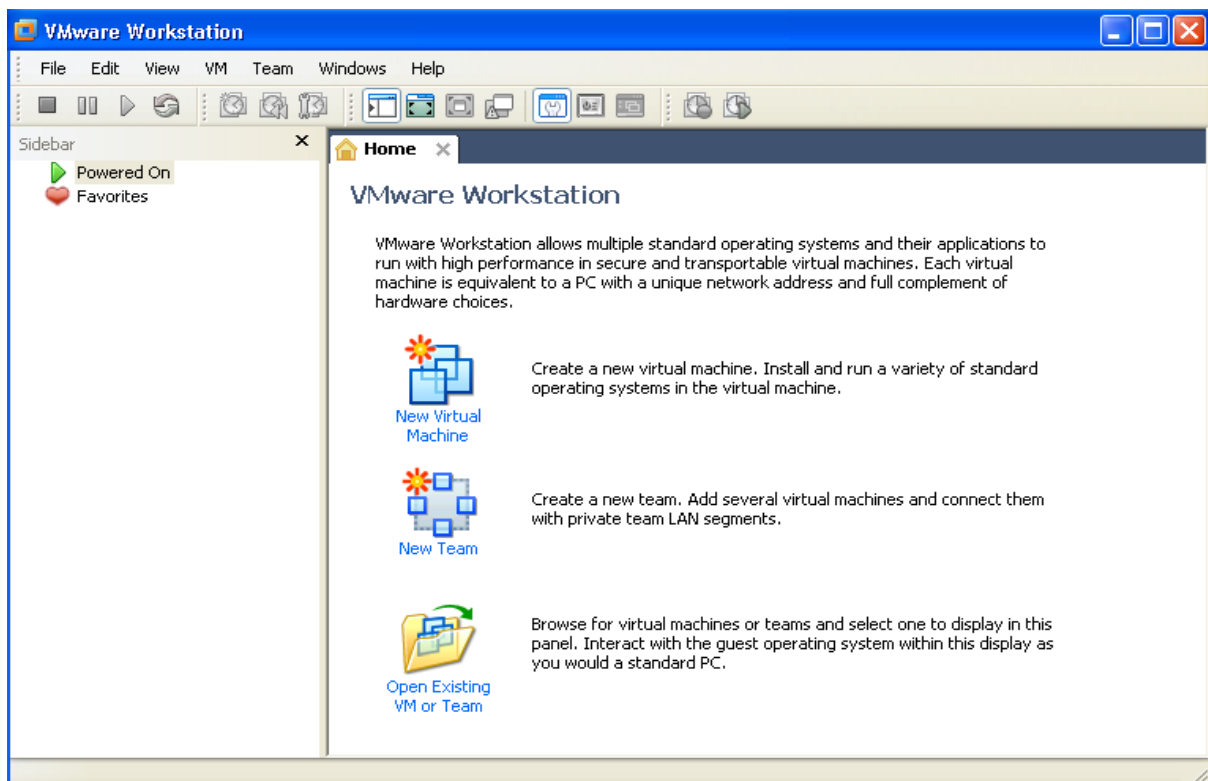 VMware Workstation
File Edit View VM Team Windows Help
Sidebar
Powered On
Favorites
Home
VMware Workstation
VMware Workstation allows multiple standard operating systems and their applications to
run with high performance in secure and transportable virtual machines. Each virtual
machine is equivalent to a PC with a unique network address and full complement of
hardware choices.
New Virtual
Machine
Create a new virtual machine. Install and run a variety of standard
operating systems in the virtual machine.
New Team
Create a new team. Add several virtual machines and connect them
with private team LAN segments.
Open Existing
VM or Team
Browse for virtual machines or teams and select one to display in this
panel. Interact with the guest operating system within this display as
you would a standard PC.